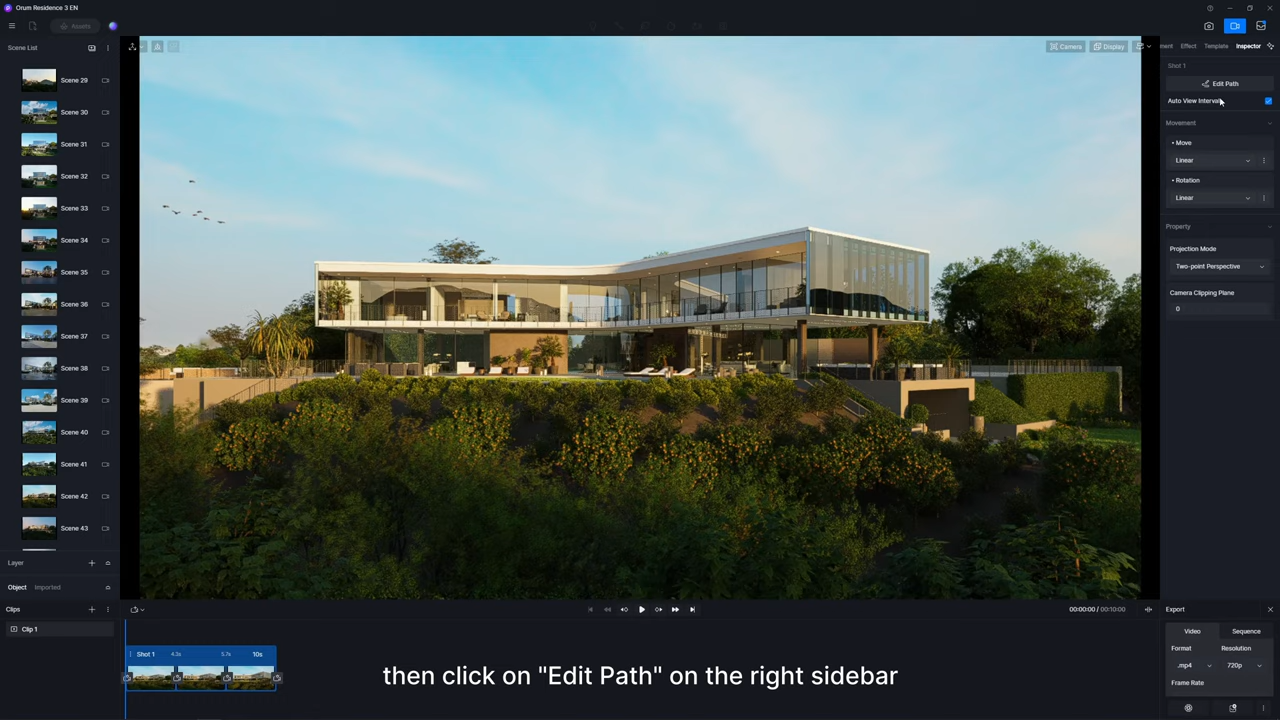 Orum Residence 3 EN
Assets
Scene List
Scene 29
Scene 30
Scene 31
Scene 32
Scene 33
Scene 34
Scene 35
Scene 36
Scene 37
Scene 38
Scene 39
Scene 40
Scene 41
Scene 42
Scene 43
Layer
Object Imported
Camera Display
ment Effect Template Inspector
Shot 1
Edit Path
Auto View Interval
Movement
• Move
Linear
• Rotation
Linear
Property
Projection Mode
Two-point Perspective
Camera Clipping Plane
0
Clips
Clip 1
00:00:00 / 00:10:00
Shot 1 4.3s 5.7s 10s
then click on "Edit Path" on the right sidebar
Export
Video Sequence
Format Resolution
.mp4 720p
Frame Rate